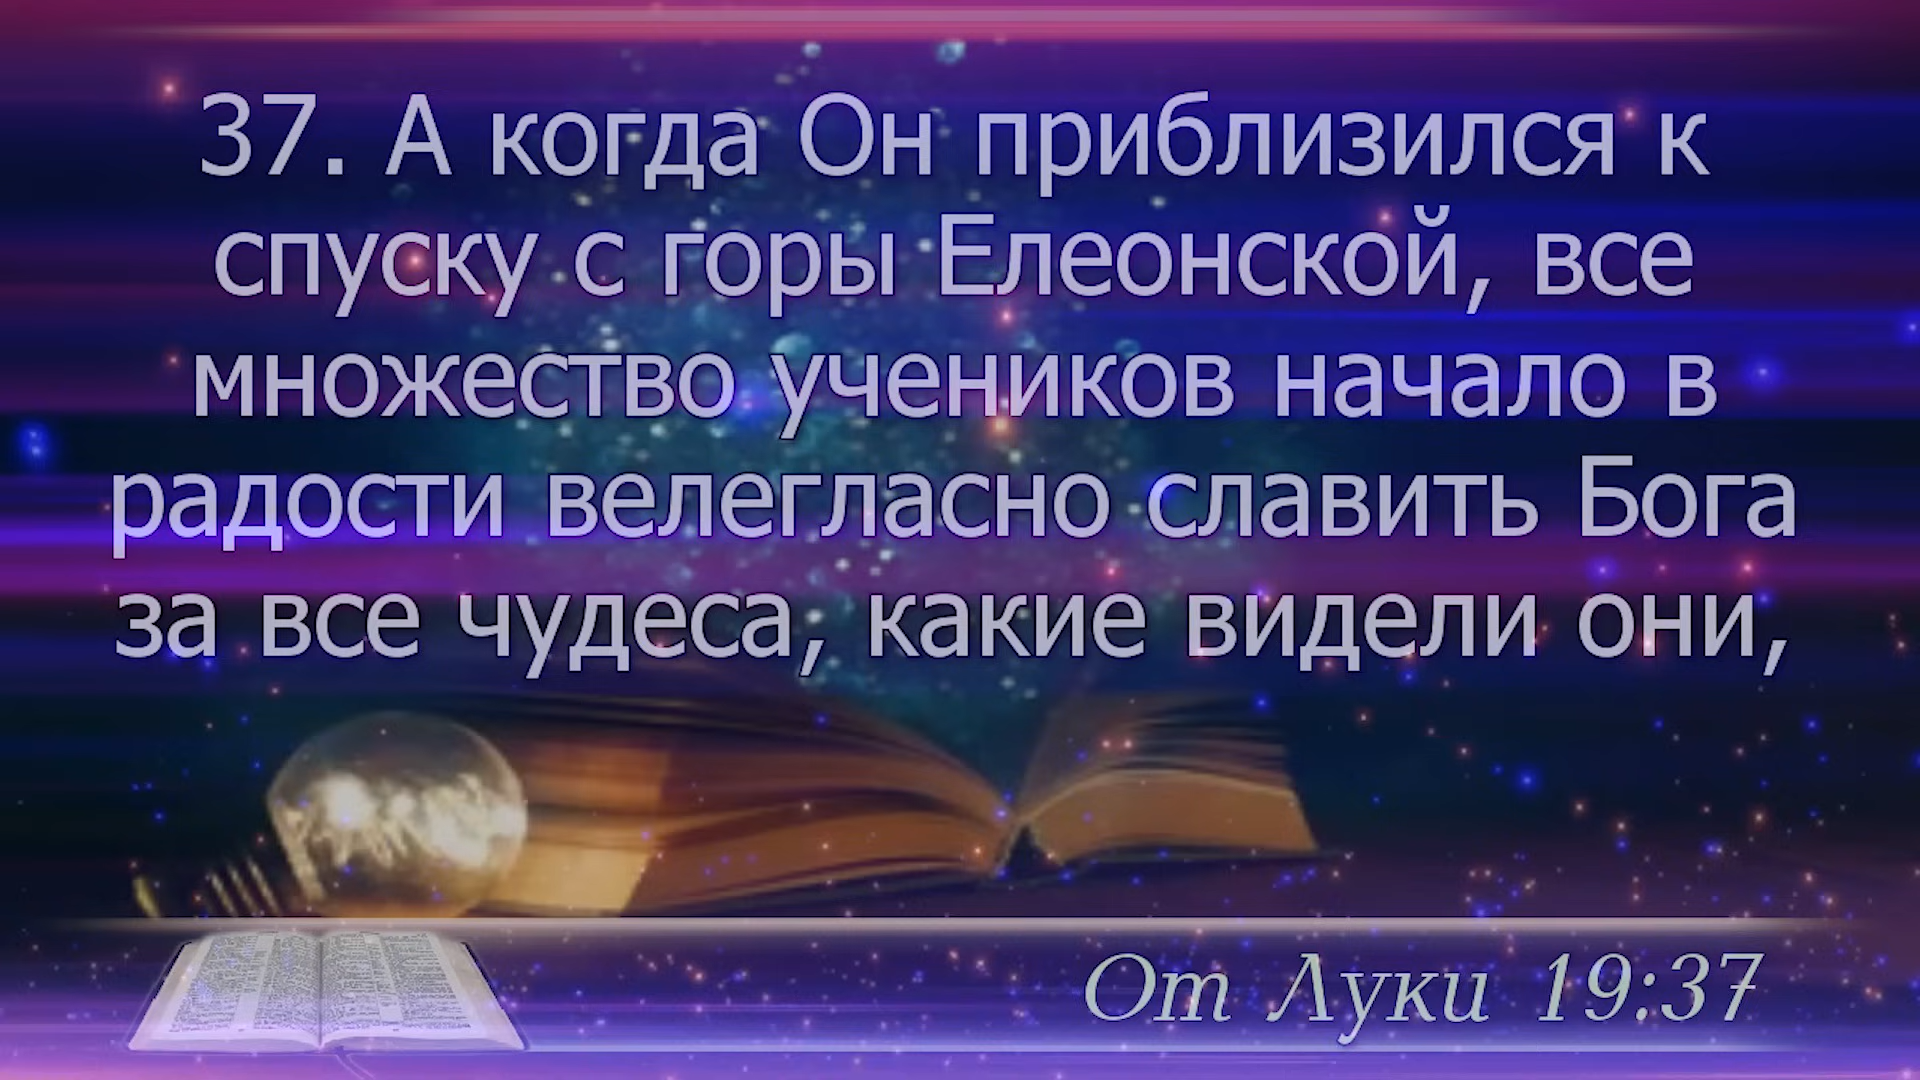 37. А когда Он приблизился к
спуску с горы Елеонской, все
множество учеников начало в
радости велегласно славить Бога
за все чудеса, какие видели они,
От Луки 19:37